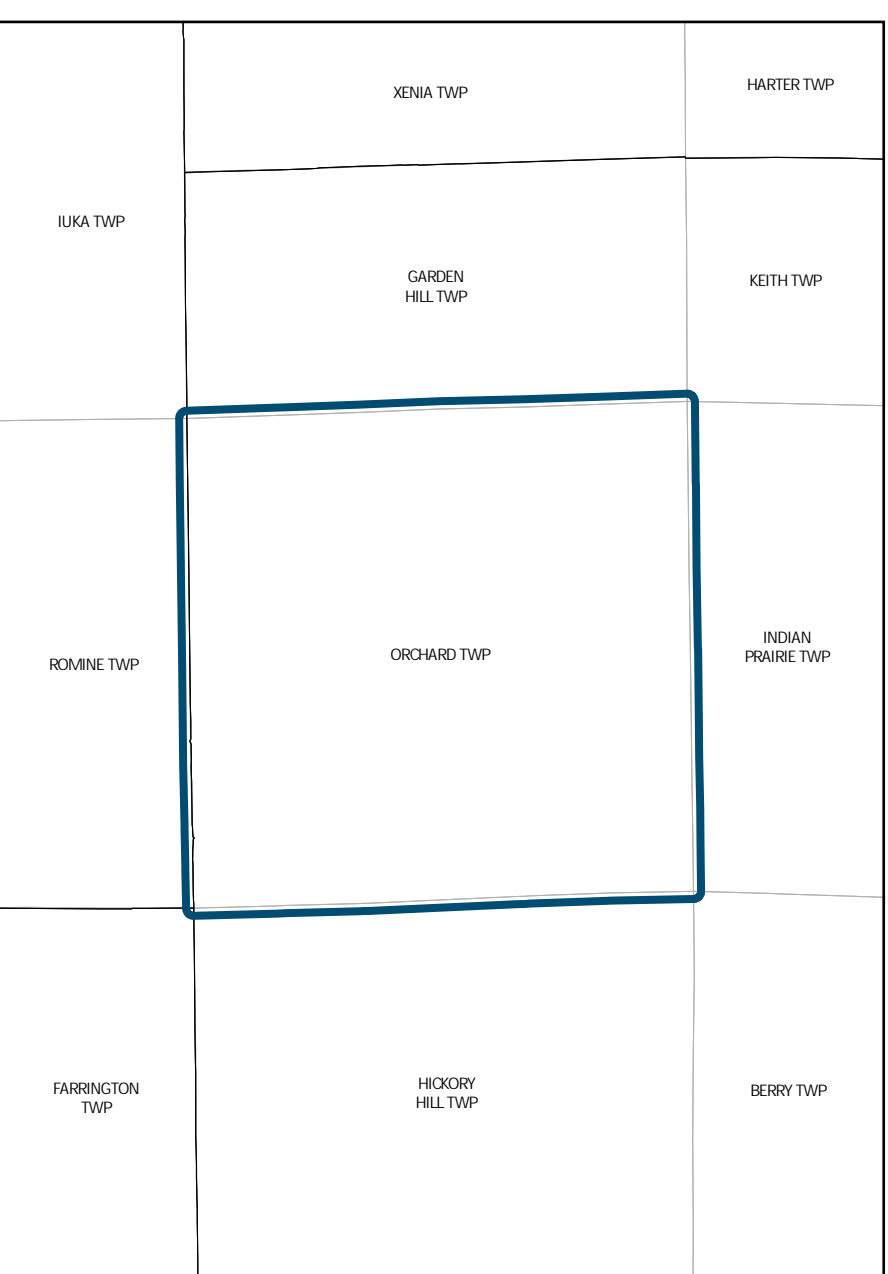 XENIA TWP
HARTER TWP
IUKA TWP
GARDEN
HILL TWP
KEITH TWP
ROMINE TWP
ORCHARD TWP
INDIAN
PRAIRIE TWP
FARRINGTON
TWP
HICKORY
HILL TWP
BERRY TWP